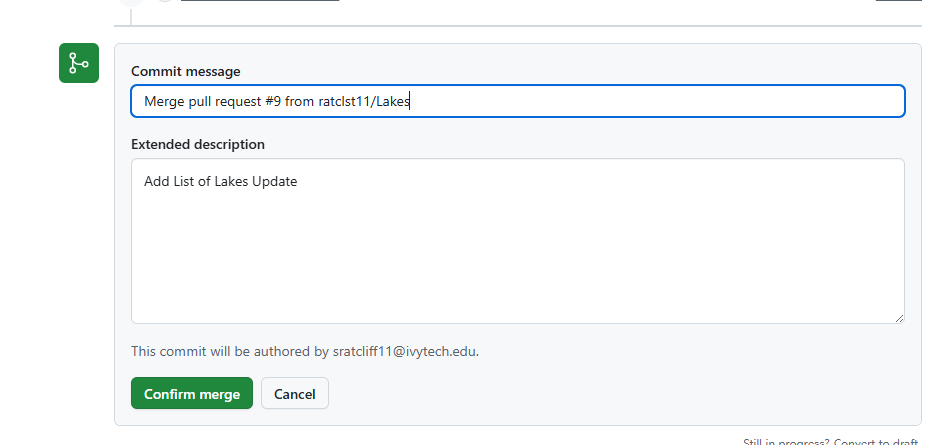 Commit message
Merge pull request #9 from ratclst11/Lakes
Extended description
Add List of Lakes Update
This commit will be authored by sratcliff11@ivytech.edu.
Confirm merge
Cancel
Still in progress? Convert to draft